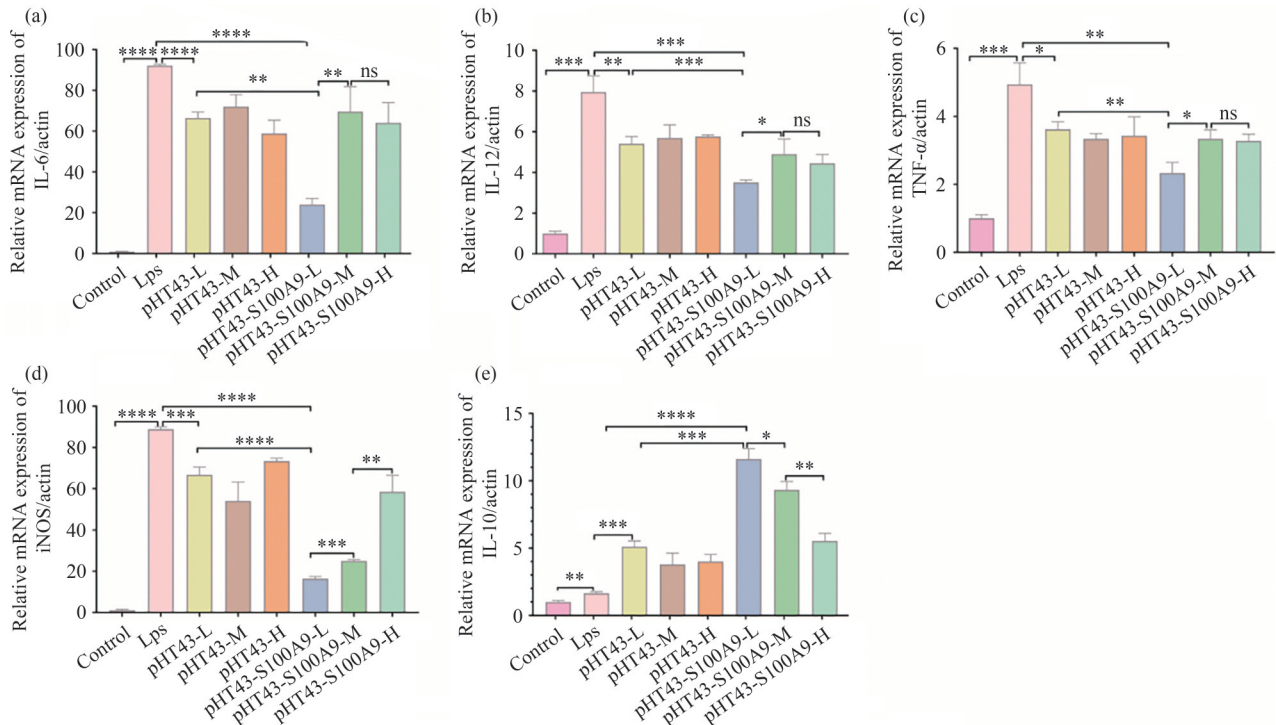 (a)
Relative mRNA expression of
IL-6/actin
100
80
60
40
20
0
**** **** ****
** ** ns
Control
Lps
pHT43-L
pHT43-M
pHT43-H
pHT43-S100A9-L
pHT43-S100A9-M
pHT43-S100A9-H
(b)
Relative mRNA expression of
IL-12/actin
10
8
6
4
2
0
***
*** ** ***
* ns
Control
Lps
pHT43-L
pHT43-M
pHT43-H
pHT43-S100A9-L
pHT43-S100A9-M
pHT43-S100A9-H
(c)
Relative mRNA expression of
TNF-α/actin
6
4
2
0
**
*** *
** * ns
Control
Lps
pHT43-L
pHT43-M
pHT43-H
pHT43-S100A9-L
pHT43-S100A9-M
pHT43-S100A9-H
(d)
Relative mRNA expression of
iNOS/actin
100
80
60
40
20
0
****
**** ***
****
**
***
Control
Lps
pHT43-L
pHT43-M
pHT43-H
pHT43-S100A9-L
pHT43-S100A9-M
pHT43-S100A9-H
(e)
Relative mRNA expression of
IL-10/actin
15
10
5
0
****
*** *
**
***
**
Control
Lps
pHT43-L
pHT43-M
pHT43-H
pHT43-S100A9-L
pHT43-S100A9-M
pHT43-S100A9-H